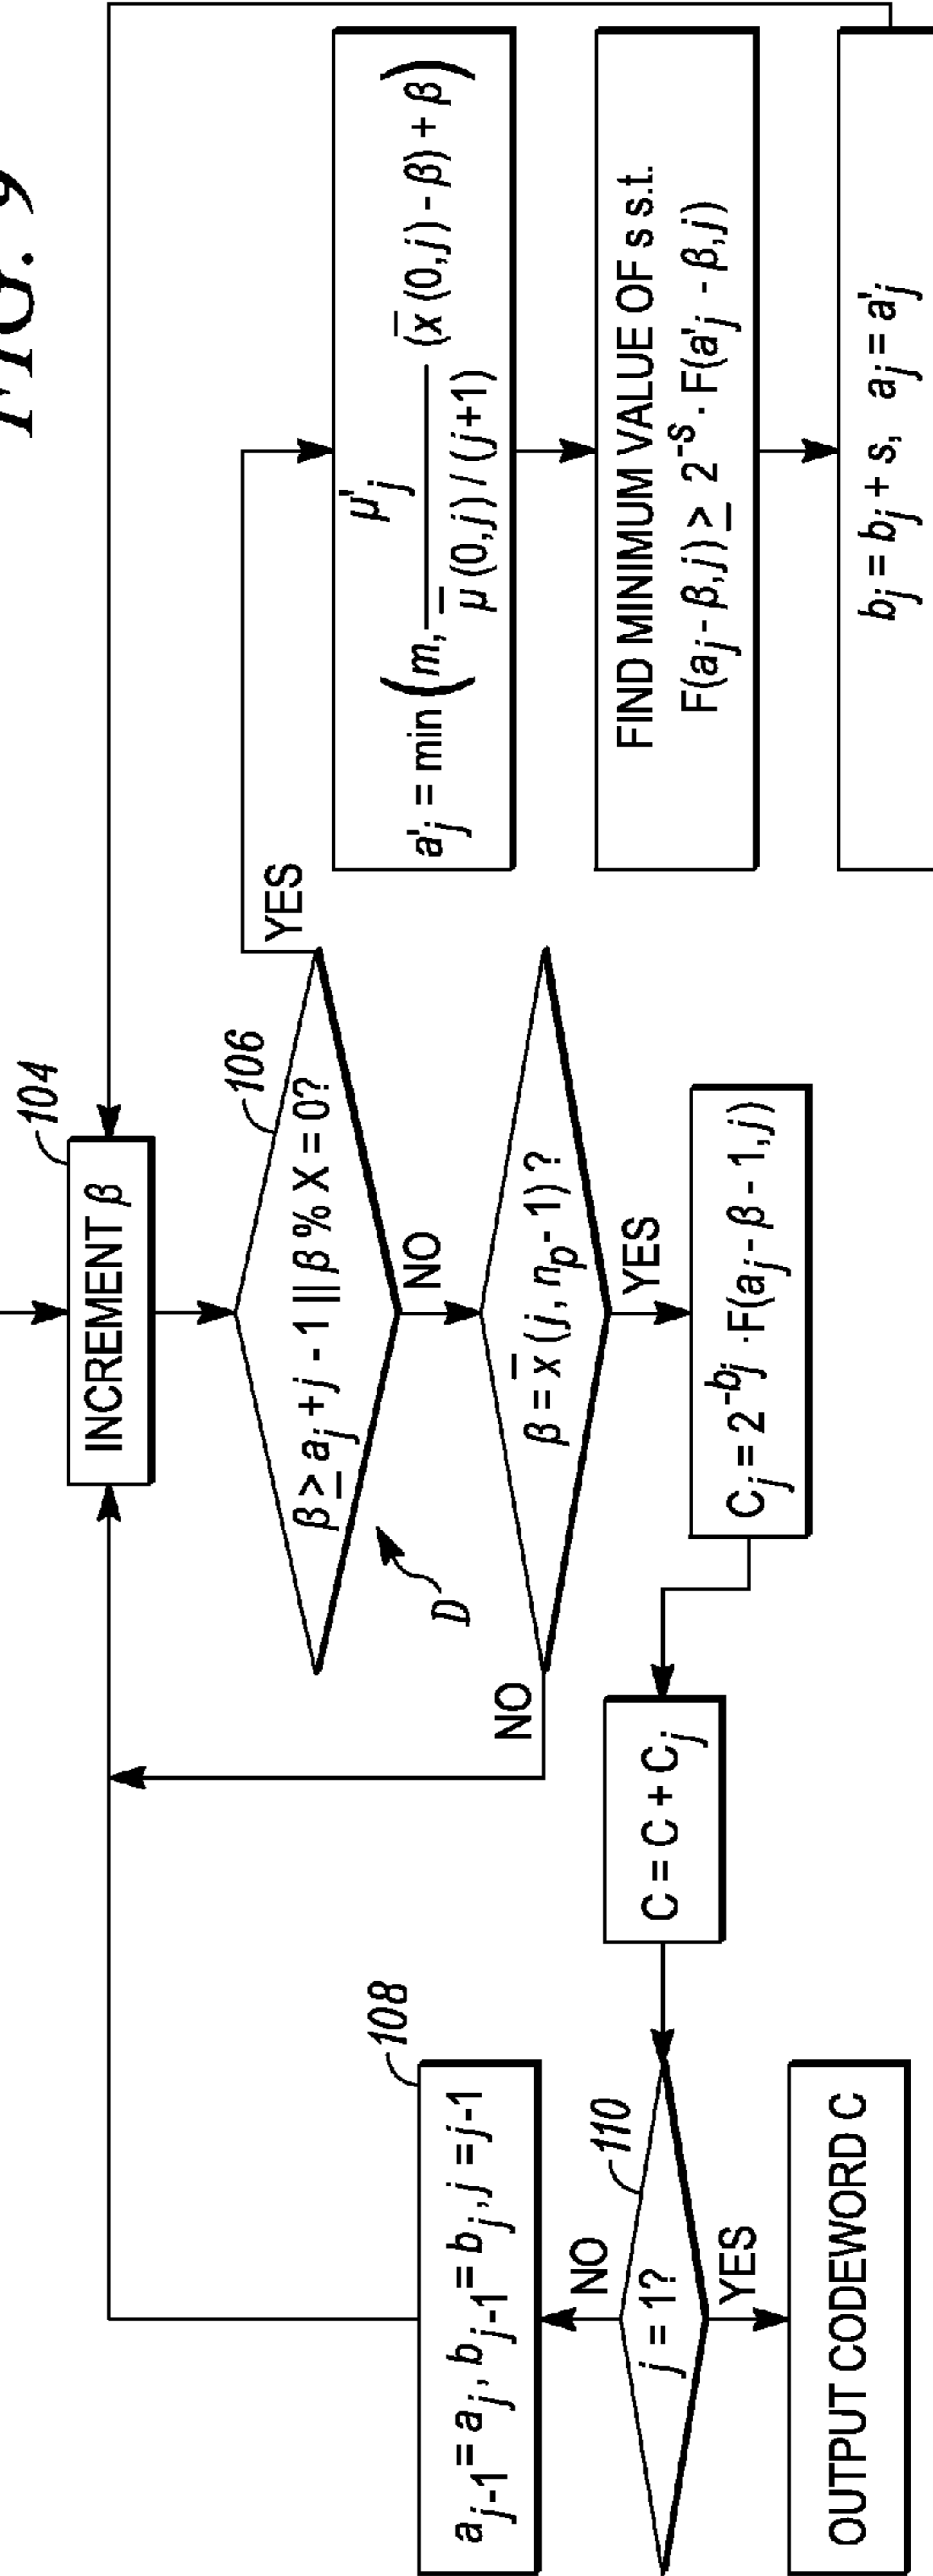 FIG. 9
104
INCREMENT β
106
β ≥ a_j + j - 1 || β % X = 0?
YES
NO
D
β = x̄ (j, n_p - 1) ?
NO
YES
C_j = 2^{-b_j} · F(a_j - β - 1, j)
C = C + C_j
108
a_{j-1} = a_j, b_{j-1} = b_j, j = j-1
110
j = 1?
NO
YES
OUTPUT CODEWORD C
μ'_j
a'_j = min ( m, ――― (x̄ (0, j) - β) + β )
μ̄ (0, j) / (j+1)
FIND MINIMUM VALUE OF s s.t.
F(a_j - β, j) ≥ 2^{-s} · F(a'_j - β, j)
b_j = b_j + s, a_j = a'_j